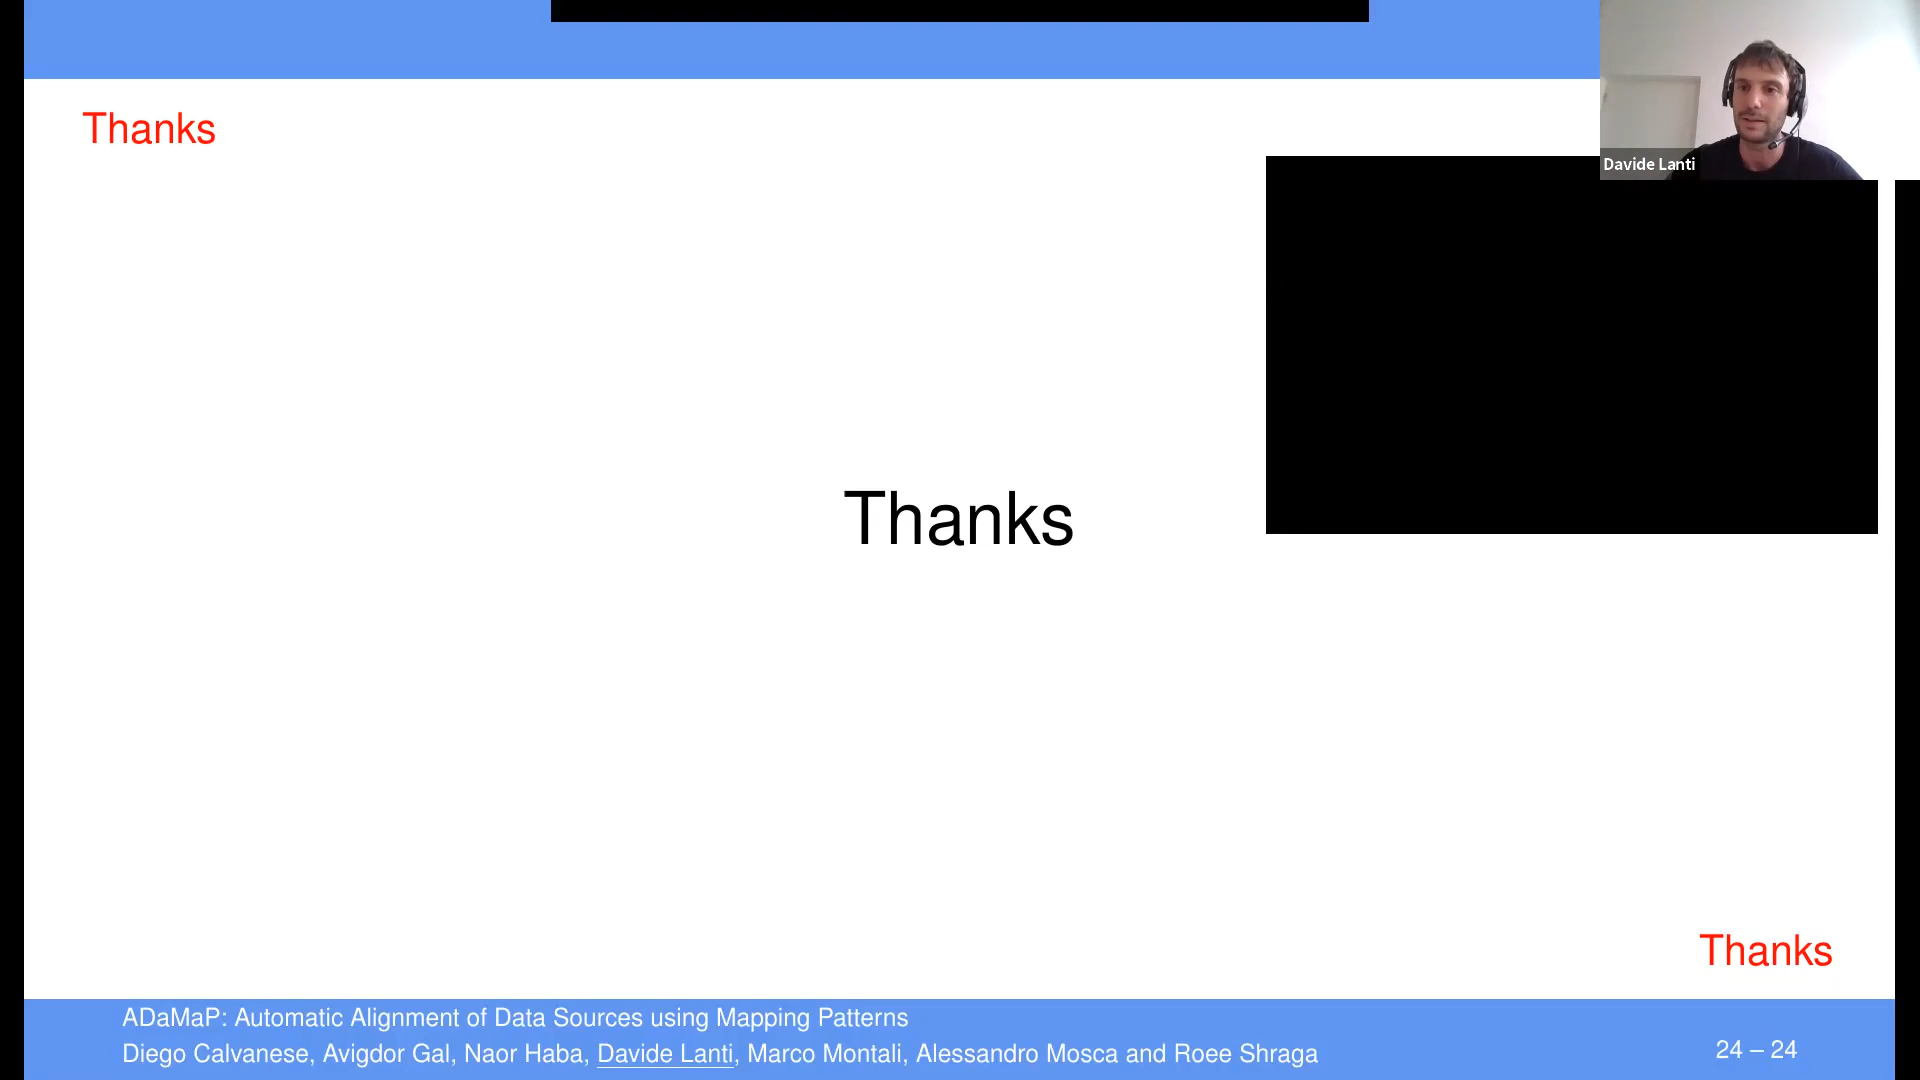 Thanks
Davide Lanti
Thanks
Thanks
ADaMaP: Automatic Alignment of Data Sources using Mapping Patterns
Diego Calvanese, Avigdor Gal, Naor Haba, Davide Lanti, Marco Montali, Alessandro Mosca and Roee Shraga
24 – 24